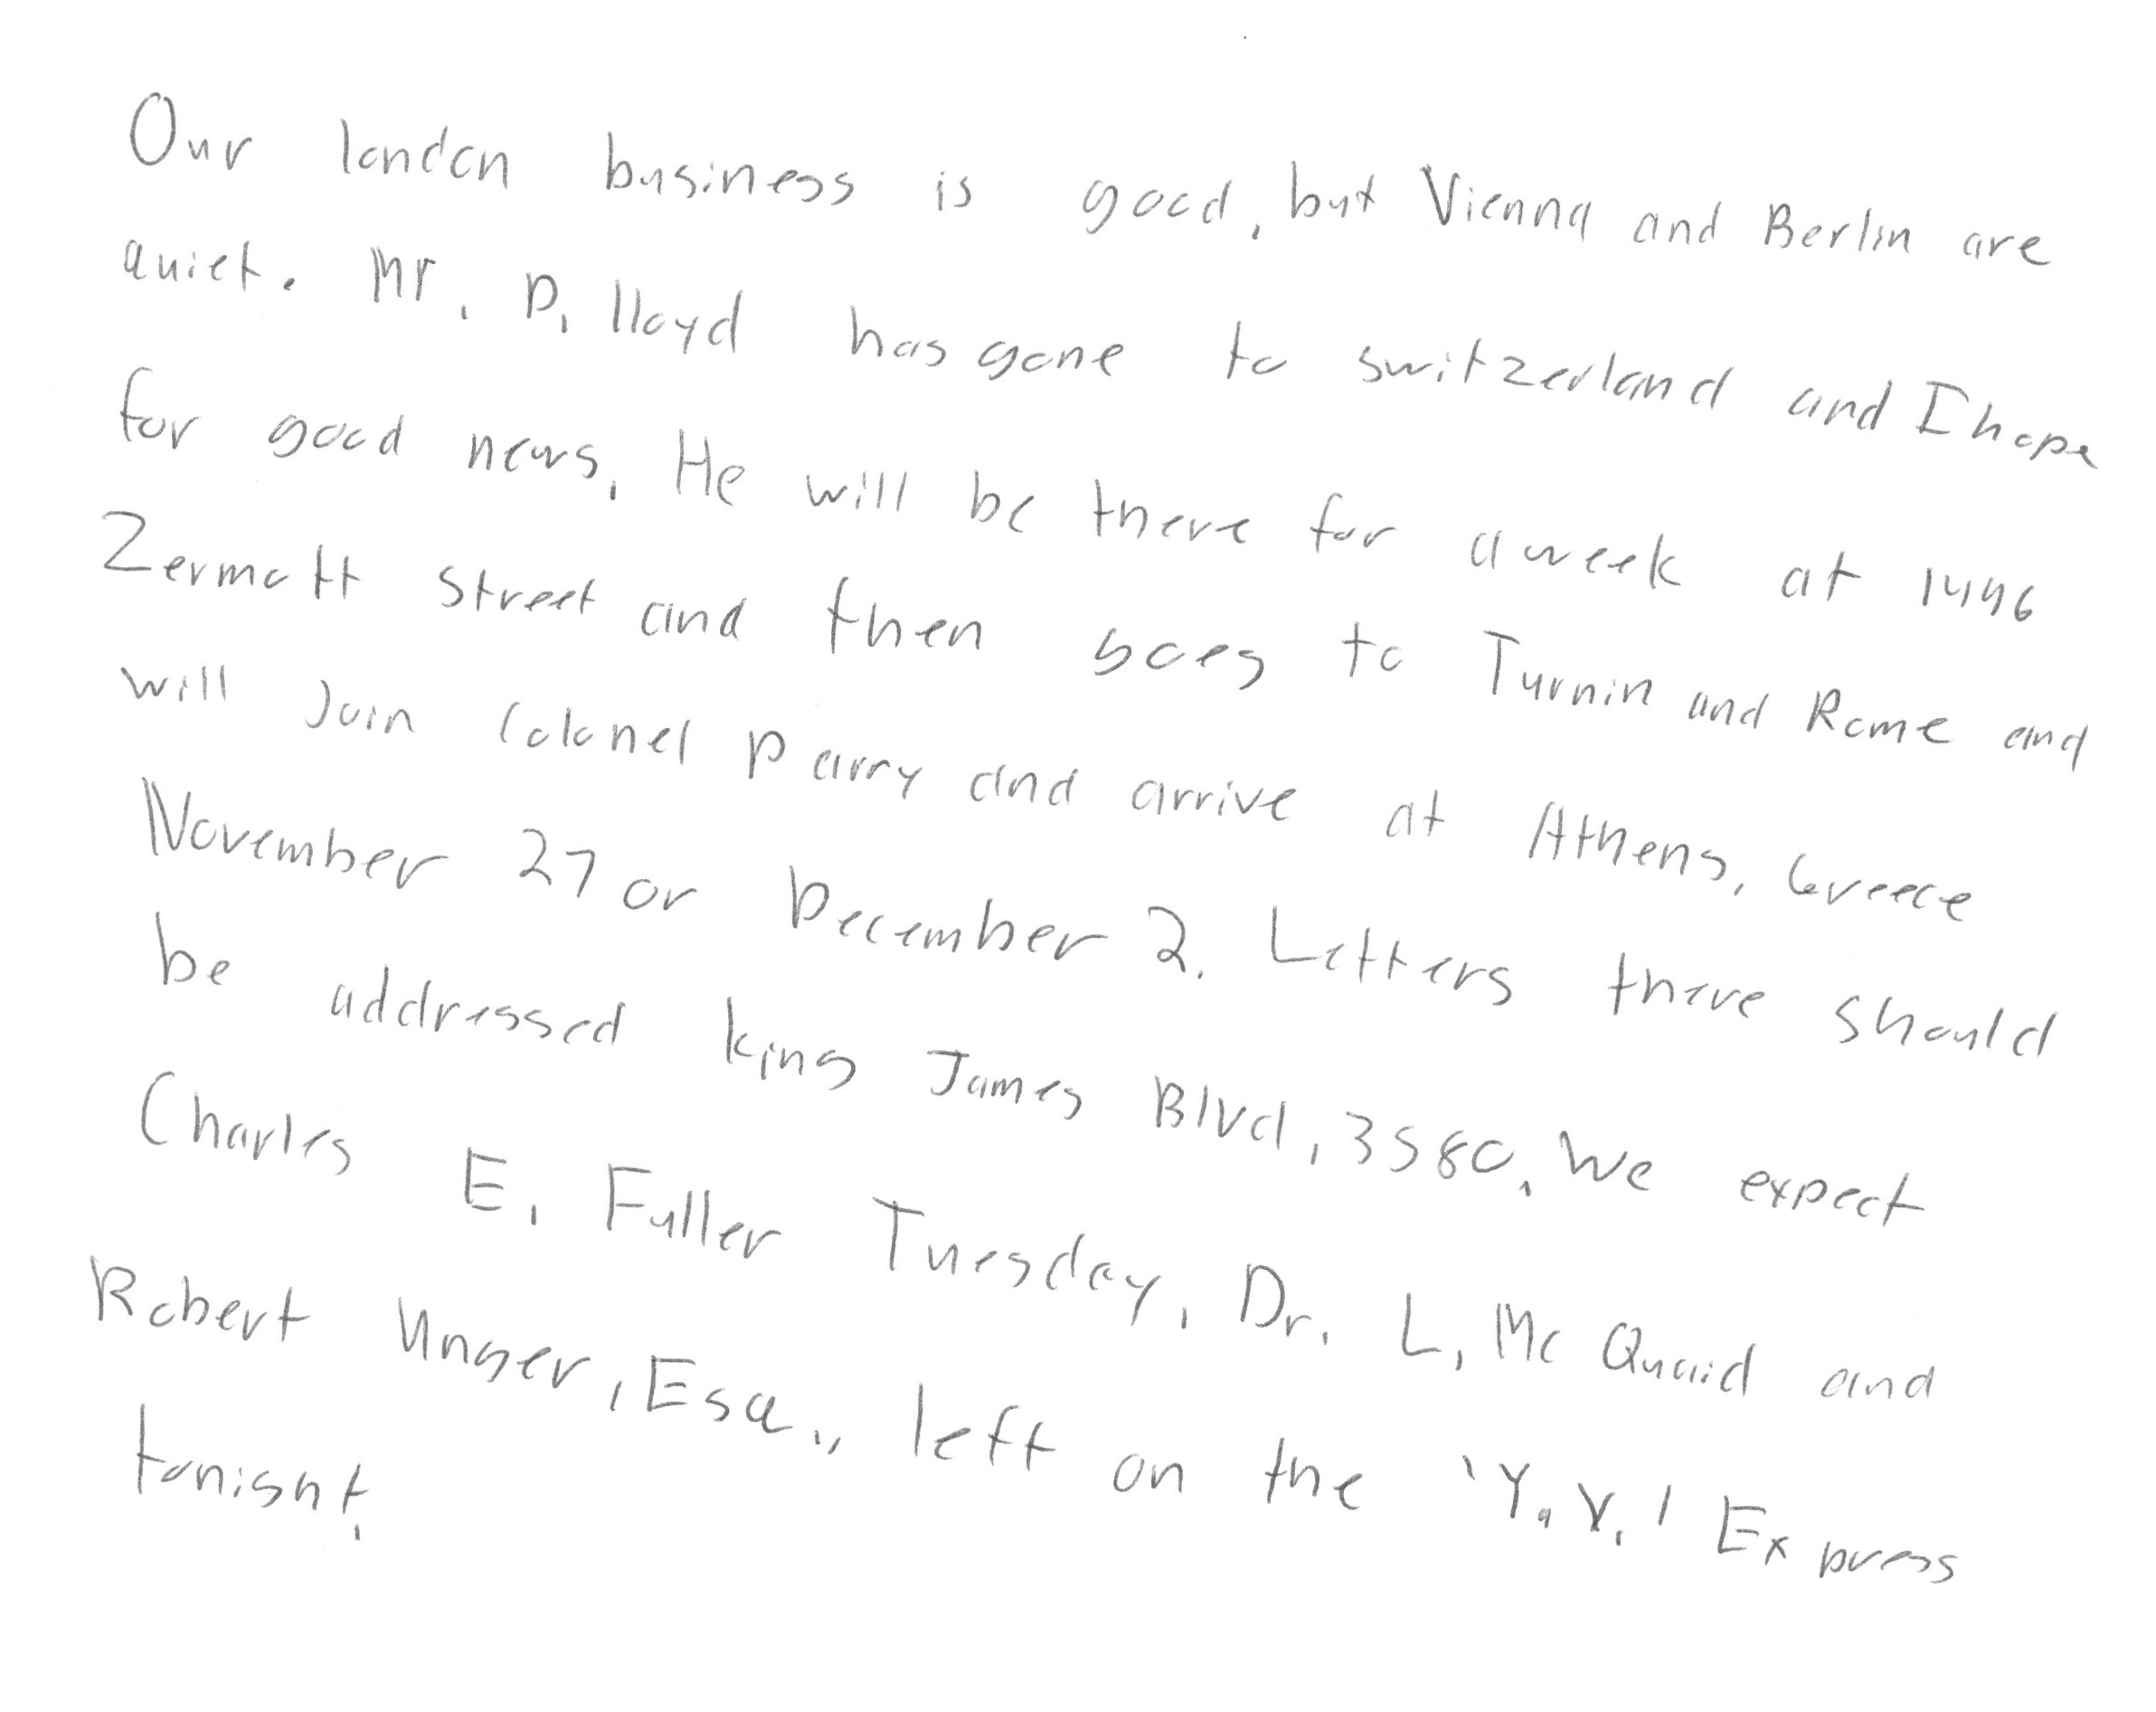 Our london business is good, but Vienna and Berlin are
quiet. Mr. D. lloyd has gone to switzerland and I hope
for good news. He will be there for a week at 1496
Zermatt Street and then goes to Turnin and Rome and
will Join Colonel parry and arrive at Athens, Greece
November 27 or December 2. Letters there should
be addressed king James Blvd, 3580. We expect
Charles E. Fuller Tuesday. Dr. L. Mc Quaid and
Robert Unger, Esq., left on the 'Y.X.' Express
tonight.